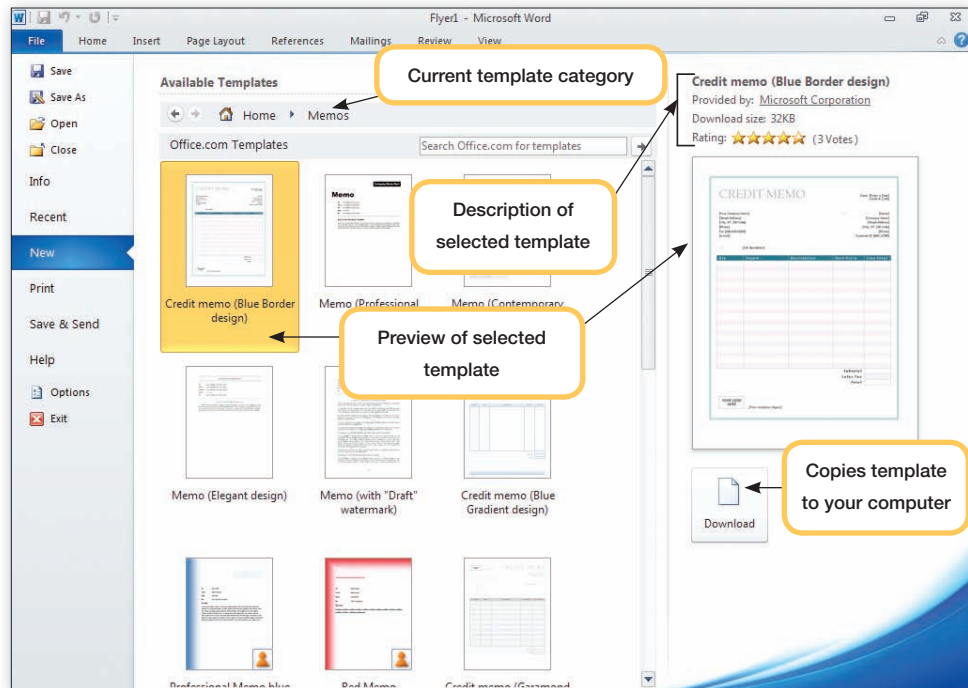 Flyer1 - Microsoft Word
File Home Insert Page Layout References Mailings Review View
Save
Save As
Open
Close
Info
Recent
New
Print
Save & Send
Help
Options
Exit
Available Templates
Home Memos
Office.com Templates
Search Office.com for templates
CREDIT MEMO
Memo
Credit memo (Blue Border
design)
Memo (Professional
Memo (Contemporary
Memo (Elegant design)
Memo (with "Draft"
watermark)
Credit memo (Blue
Gradient design)
Professional Memo blue
Red Memo
Credit memo (Garamond
Current template category
Description of
selected template
Preview of selected
template
Credit memo (Blue Border design)
Provided by: Microsoft Corporation
Download size: 32KB
Rating: (3 Votes)
CREDIT MEMO
Download
Copies template
to your computer